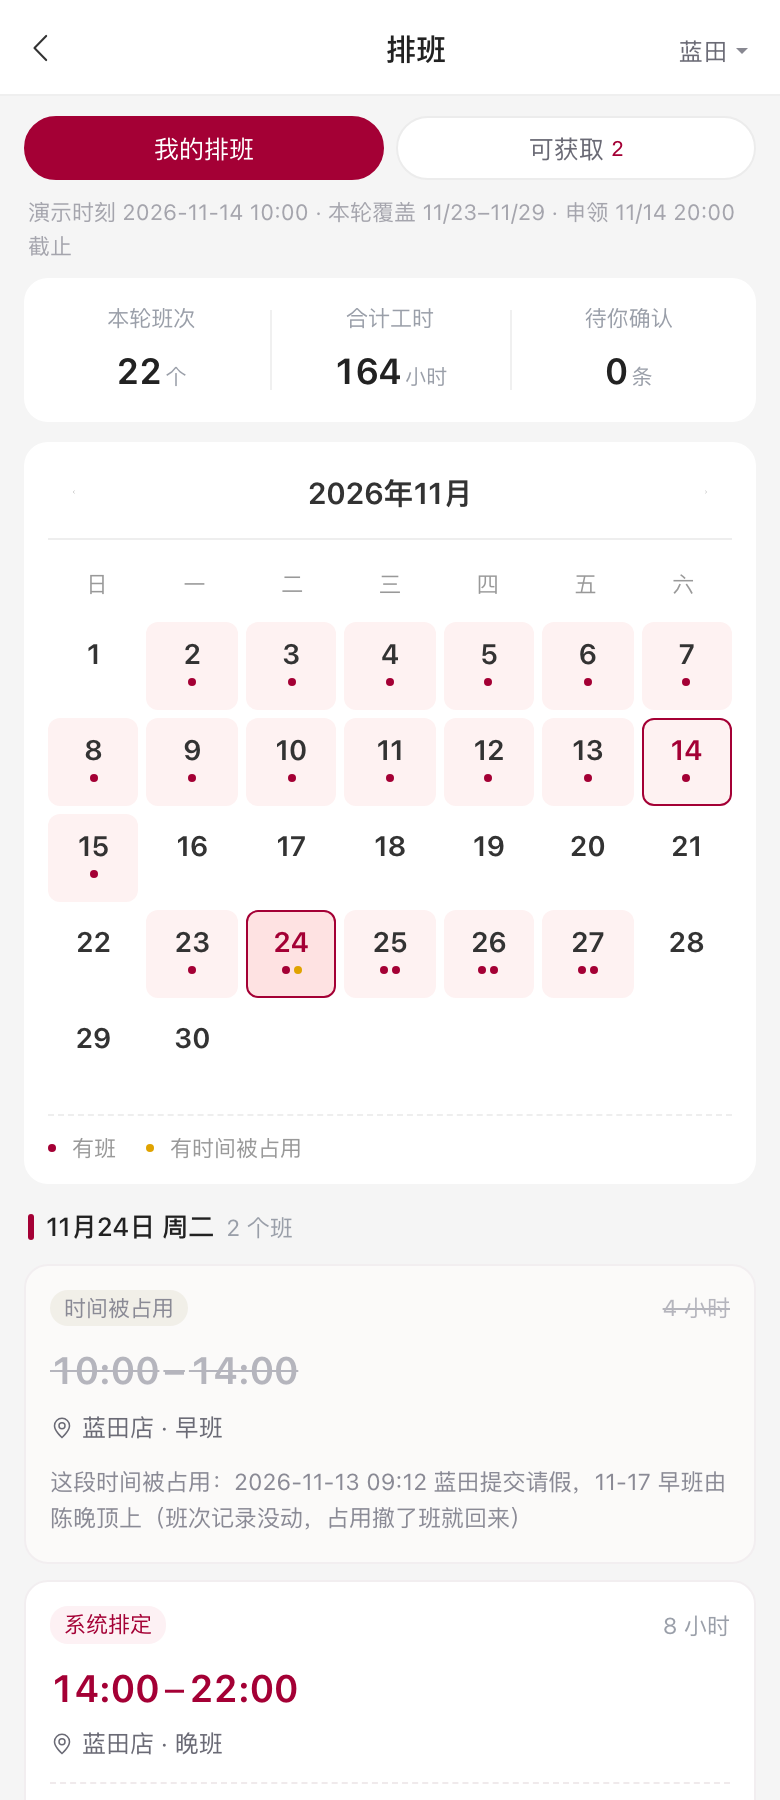 排班
蓝田
我的排班
可获取 2
演示时刻 2026-11-14 10:00 · 本轮覆盖 11/23–11/29 · 申领 11/14 20:00
截止
本轮班次 合计工时 待你确认
22个 164小时 0条
2026年11月
日 一 二 三 四 五 六
1 2 3 4 5 6 7
8 9 10 11 12 13 14
15 16 17 18 19 20 21
22 23 24 25 26 27 28
29 30
有班 有时间被占用
11月24日 周二 2 个班
时间被占用 4 小时
10:00–14:00
蓝田店 · 早班
这段时间被占用：2026-11-13 09:12 蓝田提交请假，11-17 早班由
陈晚顶上（班次记录没动，占用撤了班就回来）
系统排定 8 小时
14:00–22:00
蓝田店 · 晚班